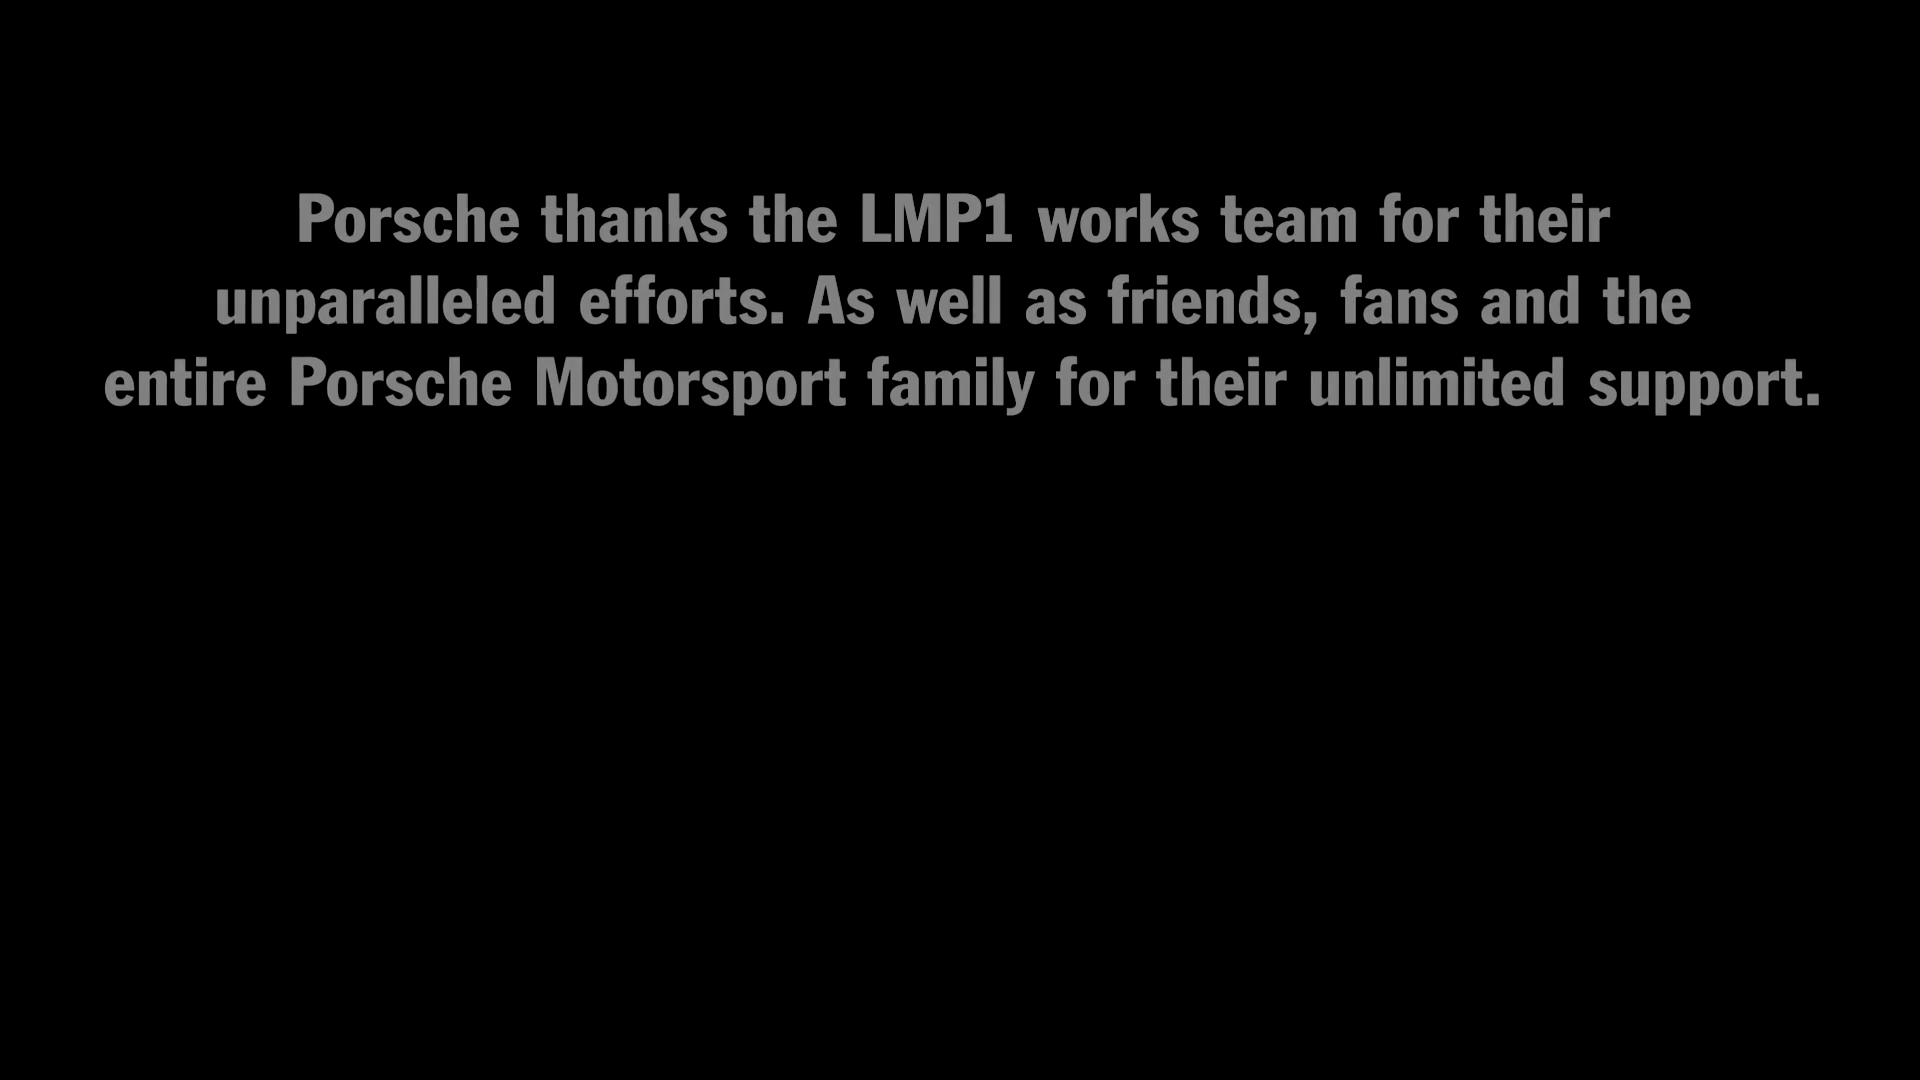 Porsche thanks the LMP1 works team for their
unparalleled efforts. As well as friends, fans and the
entire Porsche Motorsport family for their unlimited support.